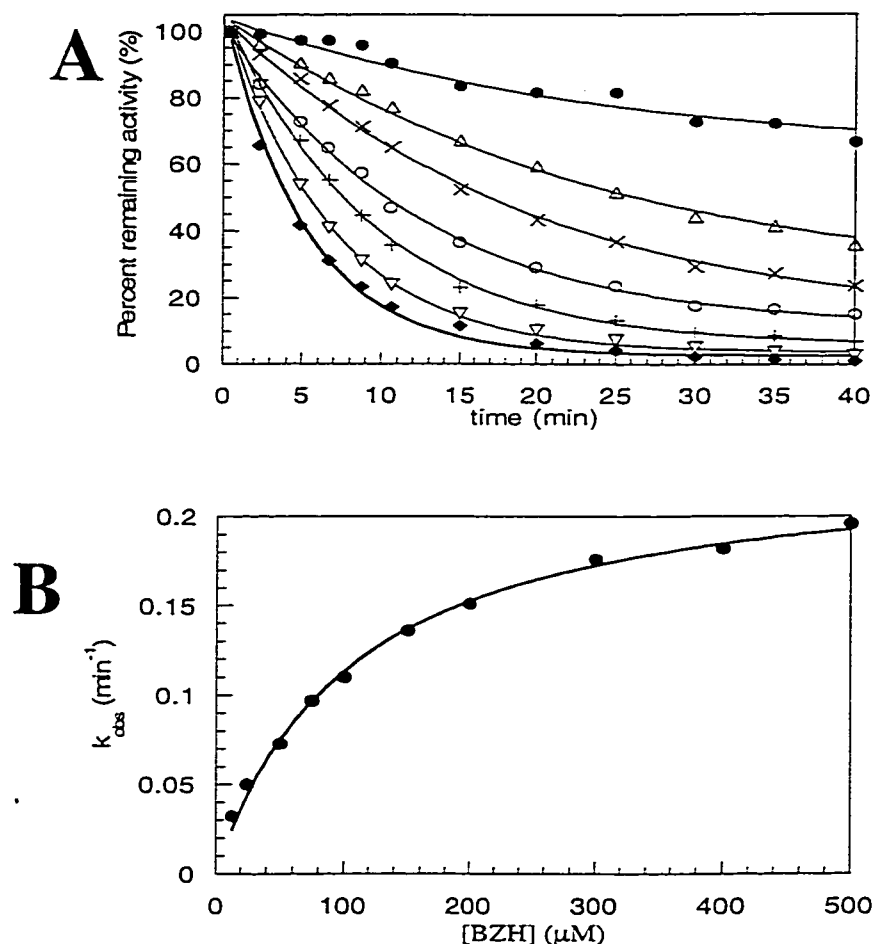 A
Percent remaining activity (%)
100
80
60
40
20
0
0 5 10 15 20 25 30 35 40
time (min)
B
k_obs (min⁻¹)
0.2
0.15
0.1
0.05
0
0 100 200 300 400 500
[BZH] (µM)